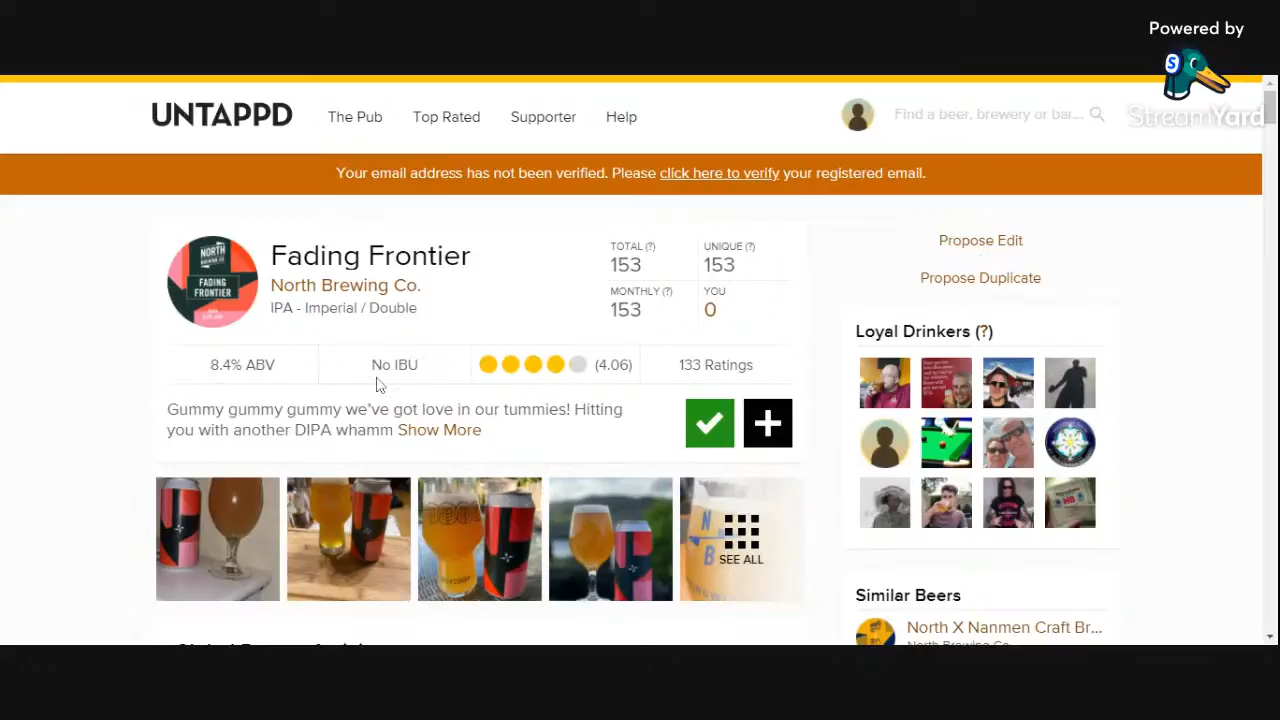 Powered by
S
StreamYard
UNTAPPD
The Pub
Top Rated
Supporter
Help
Find a beer, brewery or bar...
Your email address has not been verified. Please click here to verify your registered email.
NORTH
BREWING CO.
FADING
FRONTIER
Fading Frontier
North Brewing Co.
IPA - Imperial / Double
TOTAL (?)
153
UNIQUE (?)
153
MONTHLY (?)
153
YOU
0
8.4% ABV
No IBU
(4.06)
133 Ratings
Gummy gummy gummy we've got love in our tummies! Hitting
you with another DIPA whamm Show More
N
B
SEE ALL
Propose Edit
Propose Duplicate
Loyal Drinkers (?)
Similar Beers
North X Nanmen Craft Br...
North Brewing Co